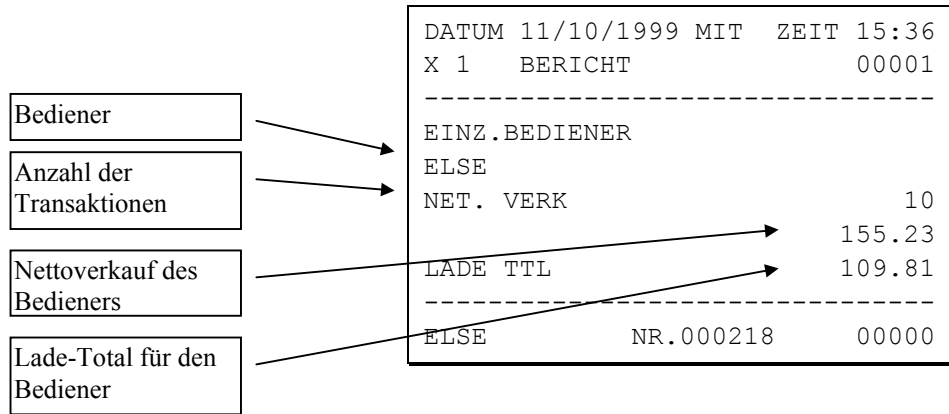 Bediener
Anzahl der
Transaktionen
Nettoverkauf des
Bedieners
Lade-Total für den
Bediener
DATUM 11/10/1999 MIT ZEIT 15:36
X 1 BERICHT 00001
--------------------------------
EINZ.BEDIENER
ELSE
NET. VERK 10
155.23
LADE TTL 109.81
--------------------------------
ELSE NR.000218 00000